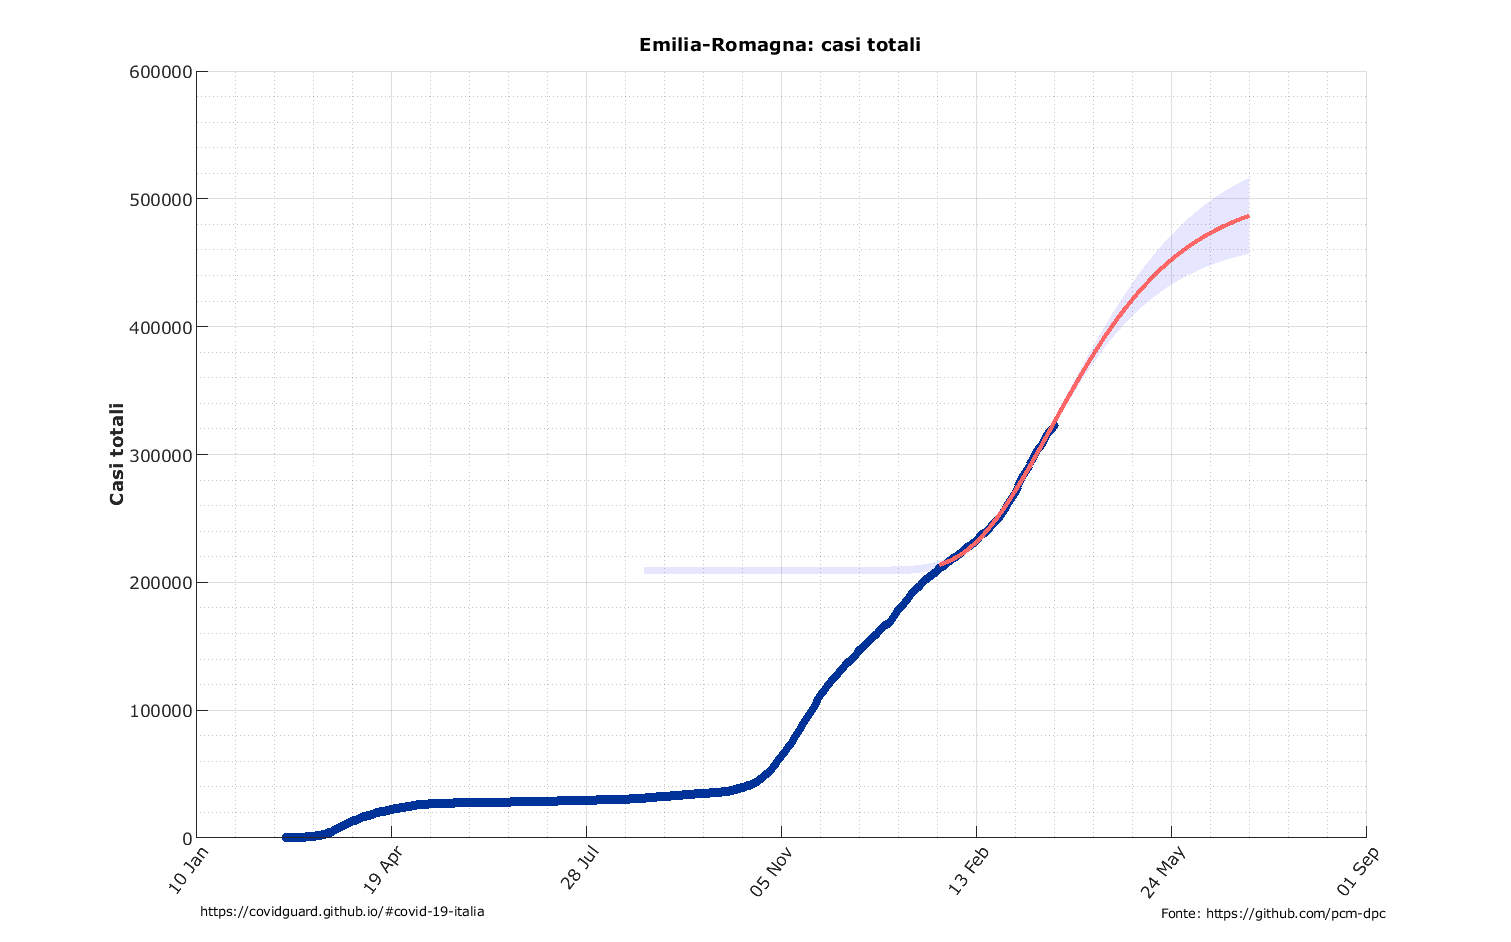 Emilia-Romagna: casi totali
600000
500000
400000
300000
200000
100000
0
Casi totali
10 Jan
19 Apr
28 Jul
05 Nov
13 Feb
24 May
01 Sep
https://covidguard.github.io/#covid-19-italia
Fonte: https://github.com/pcm-dpc